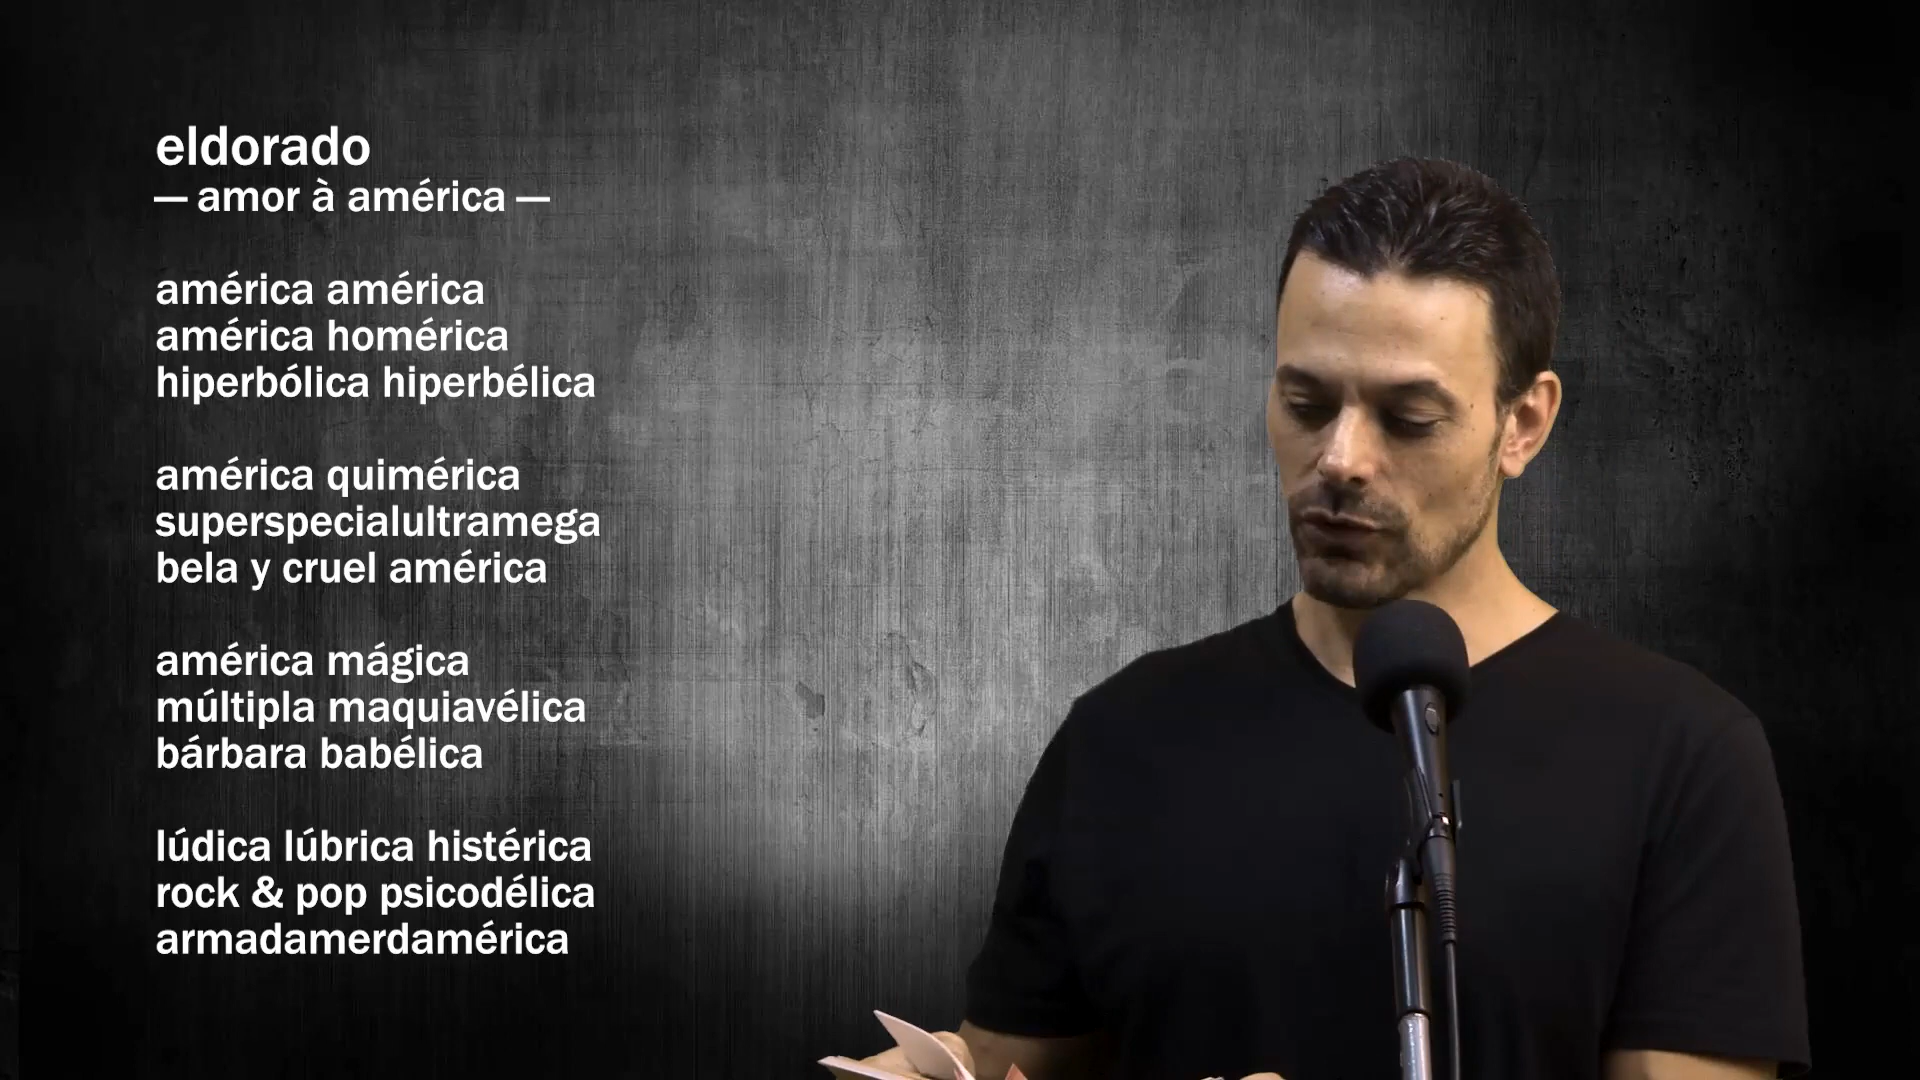 eldorado
— amor à américa —
américa américa
américa homérica
hiperbólica hiperbélica
américa quimérica
superspecialultramega
bela y cruel américa
américa mágica
múltipla maquiavélica
bárbara babélica
lúdica lúbrica histérica
rock & pop psicodélica
armadamerdamérica